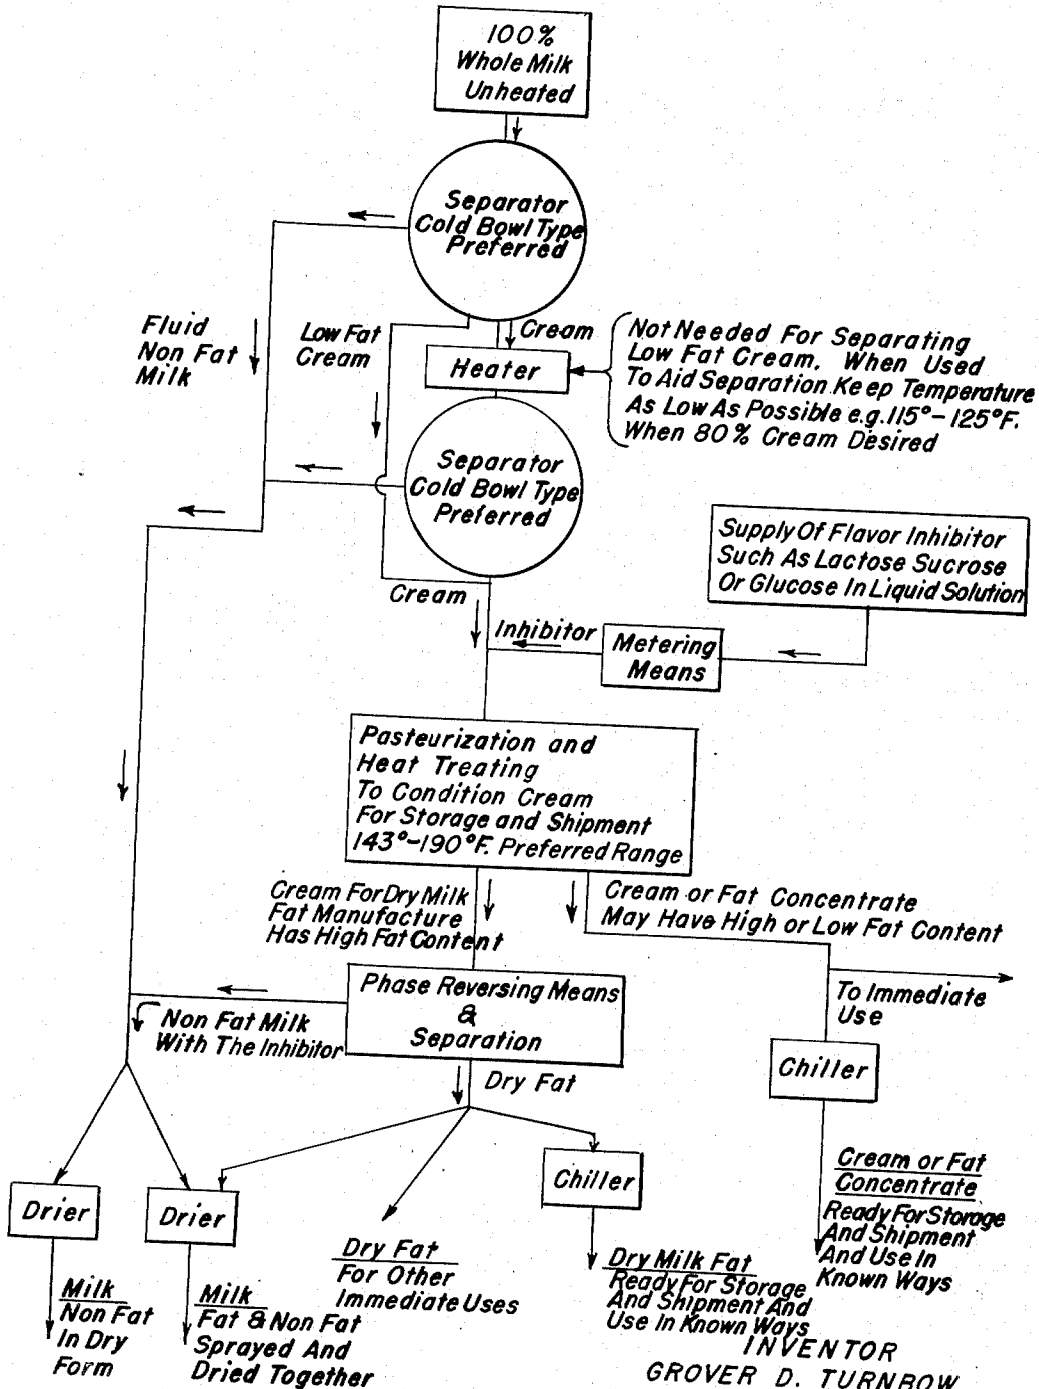 100%
Whole Milk
Unheated
Separator
Cold Bowl Type
Preferred
Fluid
Non Fat
Milk
Low Fat
Cream
Cream
Heater
Not Needed For Separating
Low Fat Cream. When Used
To Aid Separation Keep Temperature
As Low As Possible e.g. 115°-125°F.
When 80% Cream Desired
Separator
Cold Bowl Type
Preferred
Supply Of Flavor Inhibitor
Such As Lactose Sucrose
Or Glucose In Liquid Solution
Cream
Inhibitor
Metering
Means
Pasteurization and
Heat Treating
To Condition Cream
For Storage and Shipment
143°-190°F. Preferred Range
Cream For Dry Milk
Fat Manufacture
Has High Fat Content
Cream or Fat Concentrate
May Have High or Low Fat Content
Phase Reversing Means
&
Separation
To Immediate
Use
Non Fat Milk
With The Inhibitor
Dry Fat
Chiller
Drier
Drier
Chiller
Cream or Fat
Concentrate
Ready For Storage
And Shipment
And Use In
Known Ways
Milk
Non Fat
In Dry
Form
Milk
Fat & Non Fat
Sprayed And
Dried Together
Dry Fat
For Other
Immediate Uses
Dry Milk Fat
Ready For Storage
And Shipment And
Use In Known Ways
INVENTOR
GROVER D. TURNBOW